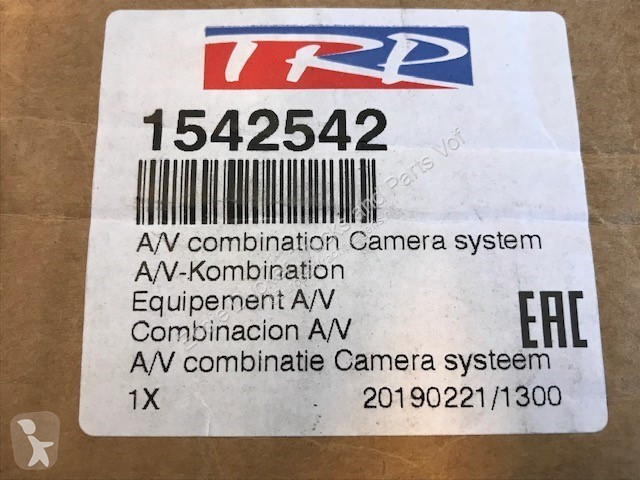 TRP
1542542
A/V combination Camera system
A/V-Kombination
Equipement A/V
Combinacion A/V
EAC
A/V combinatie Camera systeem
1X 20190221/1300